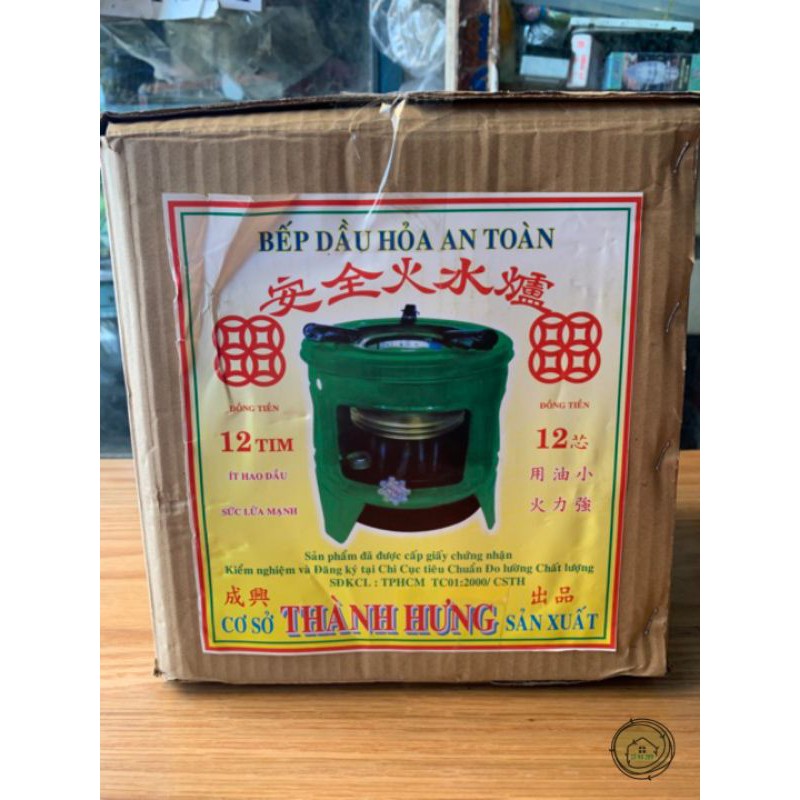 BẾP DẦU HỎA AN TOÀN
安全火水爐
ĐỒNG TIỀN
12 TIM
ÍT HAO DẦU
SỨC LỬA MẠNH
ĐỒNG TIỀN
12芯
用油小
火力強
Sản phẩm đã được cấp giấy chứng nhận
Kiểm nghiệm và Đăng ký tại Chi Cục tiêu Chuẩn Đo lường Chất lượng
SĐKCL : TPHCM TC01:2000/ CSTH
成興 出品
CƠ SỞ THÀNH HƯNG SẢN XUẤT